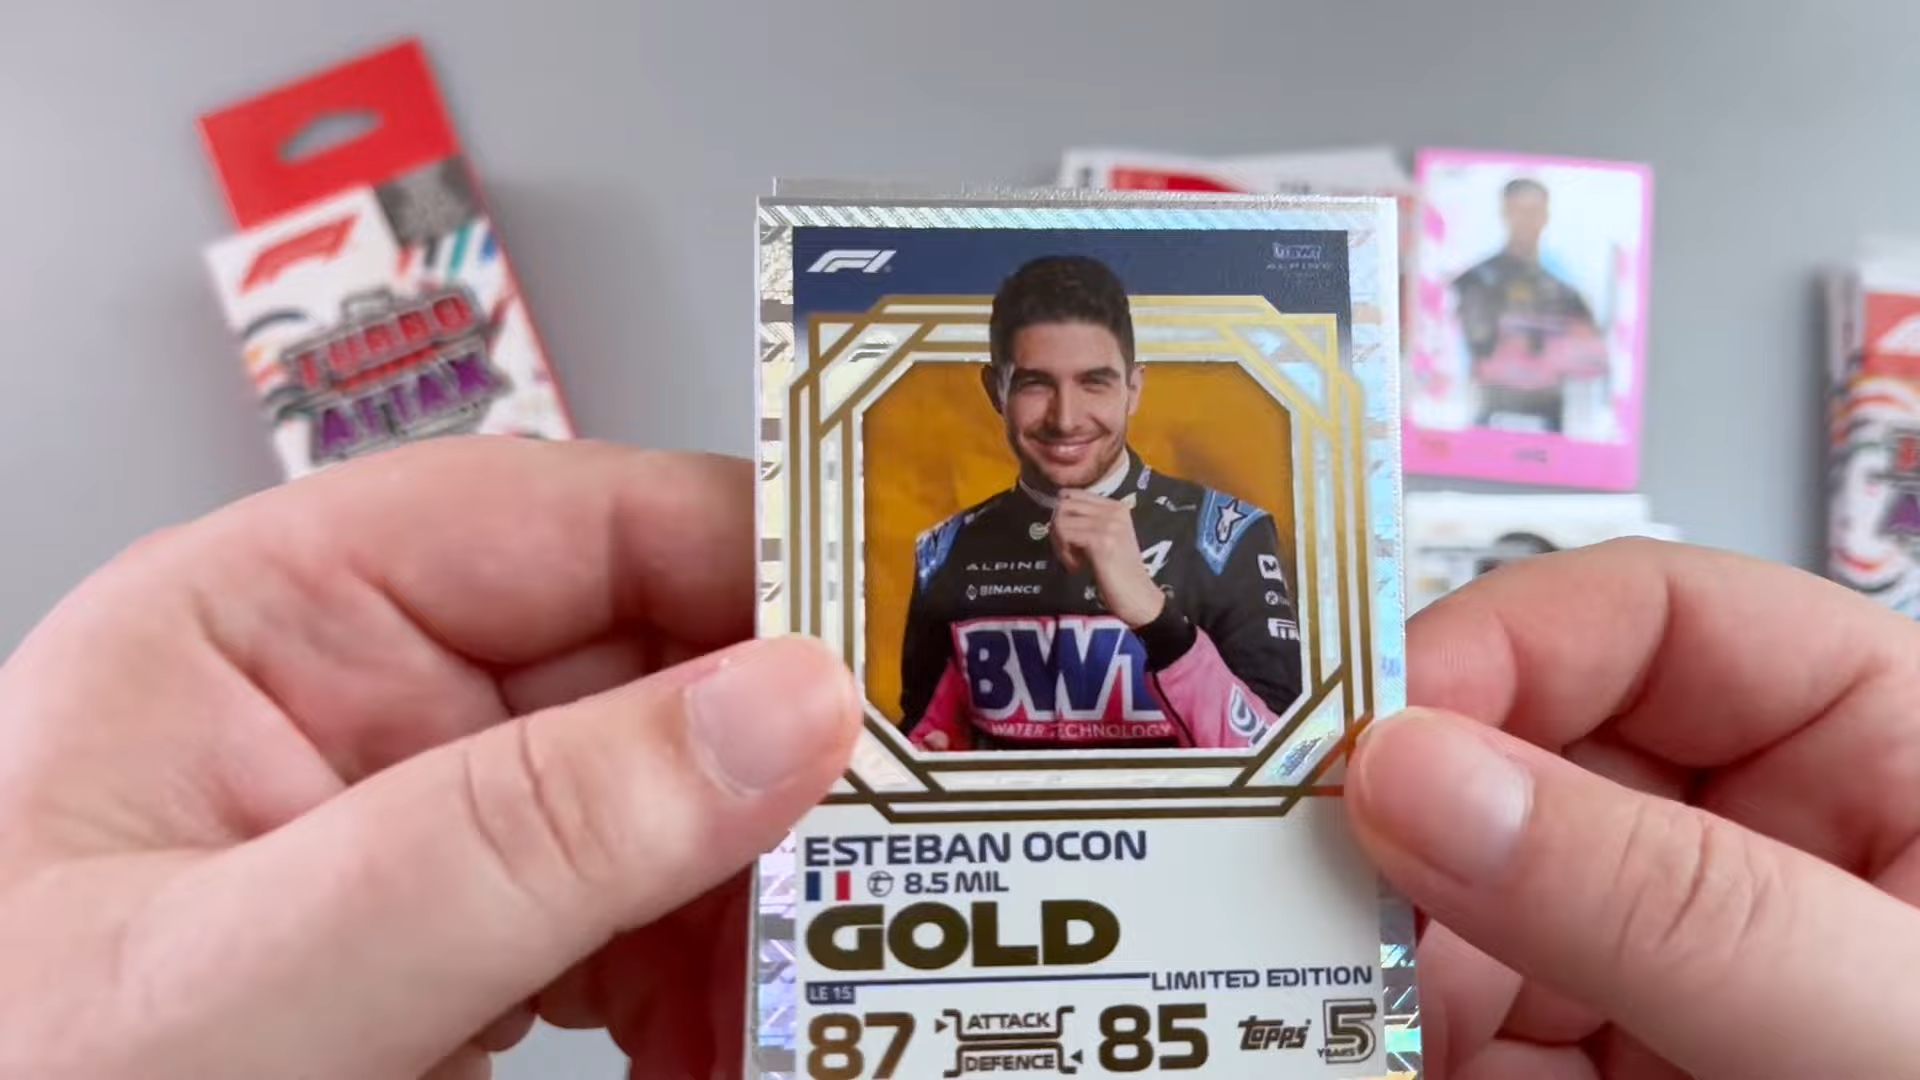 F1
BWT
ALPINE
TURBO
ATTAX
ALPINE
BINANCE
BWT
WATER TECHNOLOGY
ESTEBAN OCON
8.5 MIL
GOLD
LIMITED EDITION
LE 15
87 ATTACK 85
DEFENCE
topps 5
YEARS